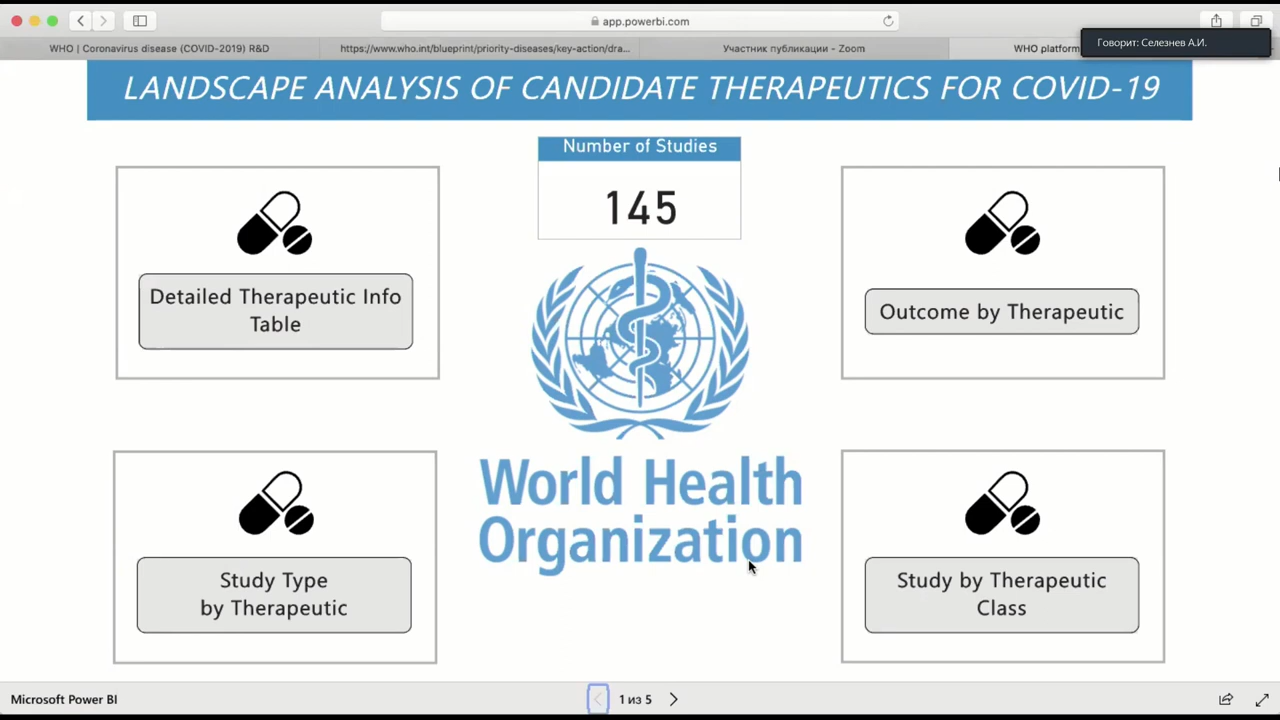 app.powerbi.com
WHO | Coronavirus disease (COVID-2019) R&D
https://www.who.int/blueprint/priority-diseases/key-action/dra...
Участник публикации - Zoom
WHO platform
Говорит: Селезнев А.И.
LANDSCAPE ANALYSIS OF CANDIDATE THERAPEUTICS FOR COVID-19
Number of Studies
145
Detailed Therapeutic Info
Table
Outcome by Therapeutic
World Health
Organization
Study Type
by Therapeutic
Study by Therapeutic
Class
Microsoft Power BI
1 из 5